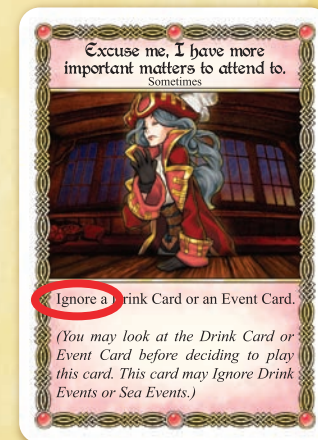 Excuse me, I have more
important matters to attend to.
Sometimes
Ignore a Drink Card or an Event Card.
(You may look at the Drink Card or
Event Card before deciding to play
this card. This card may Ignore Drink
Events or Sea Events.)